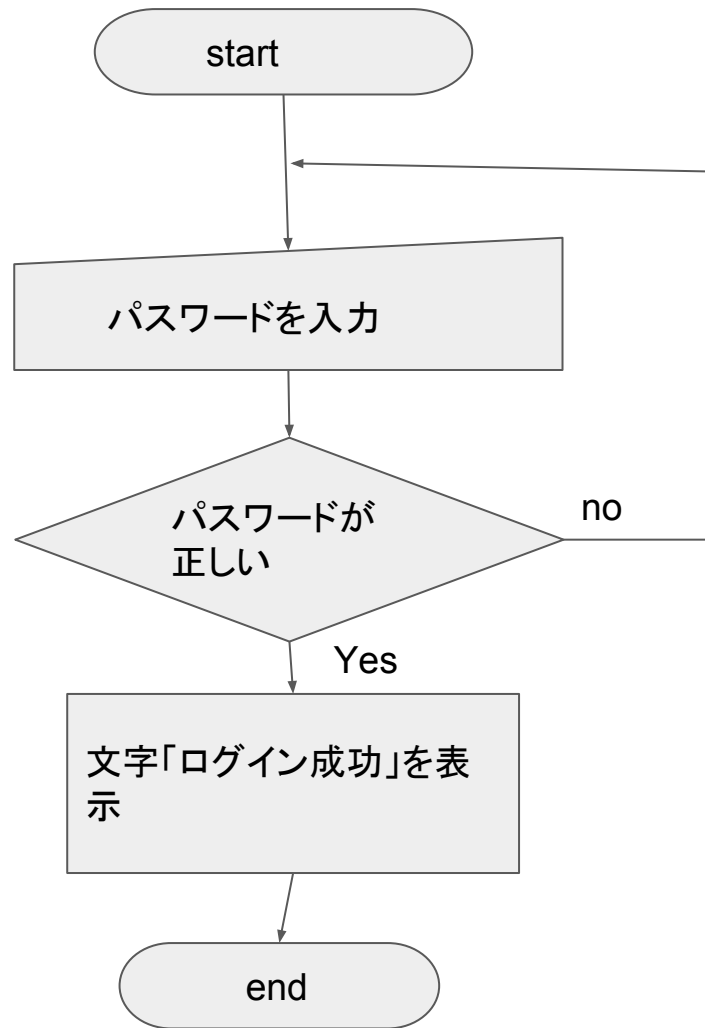 start
パスワードを入力
パスワードが
正しい
no
Yes
文字「ログイン成功」を表
示
end